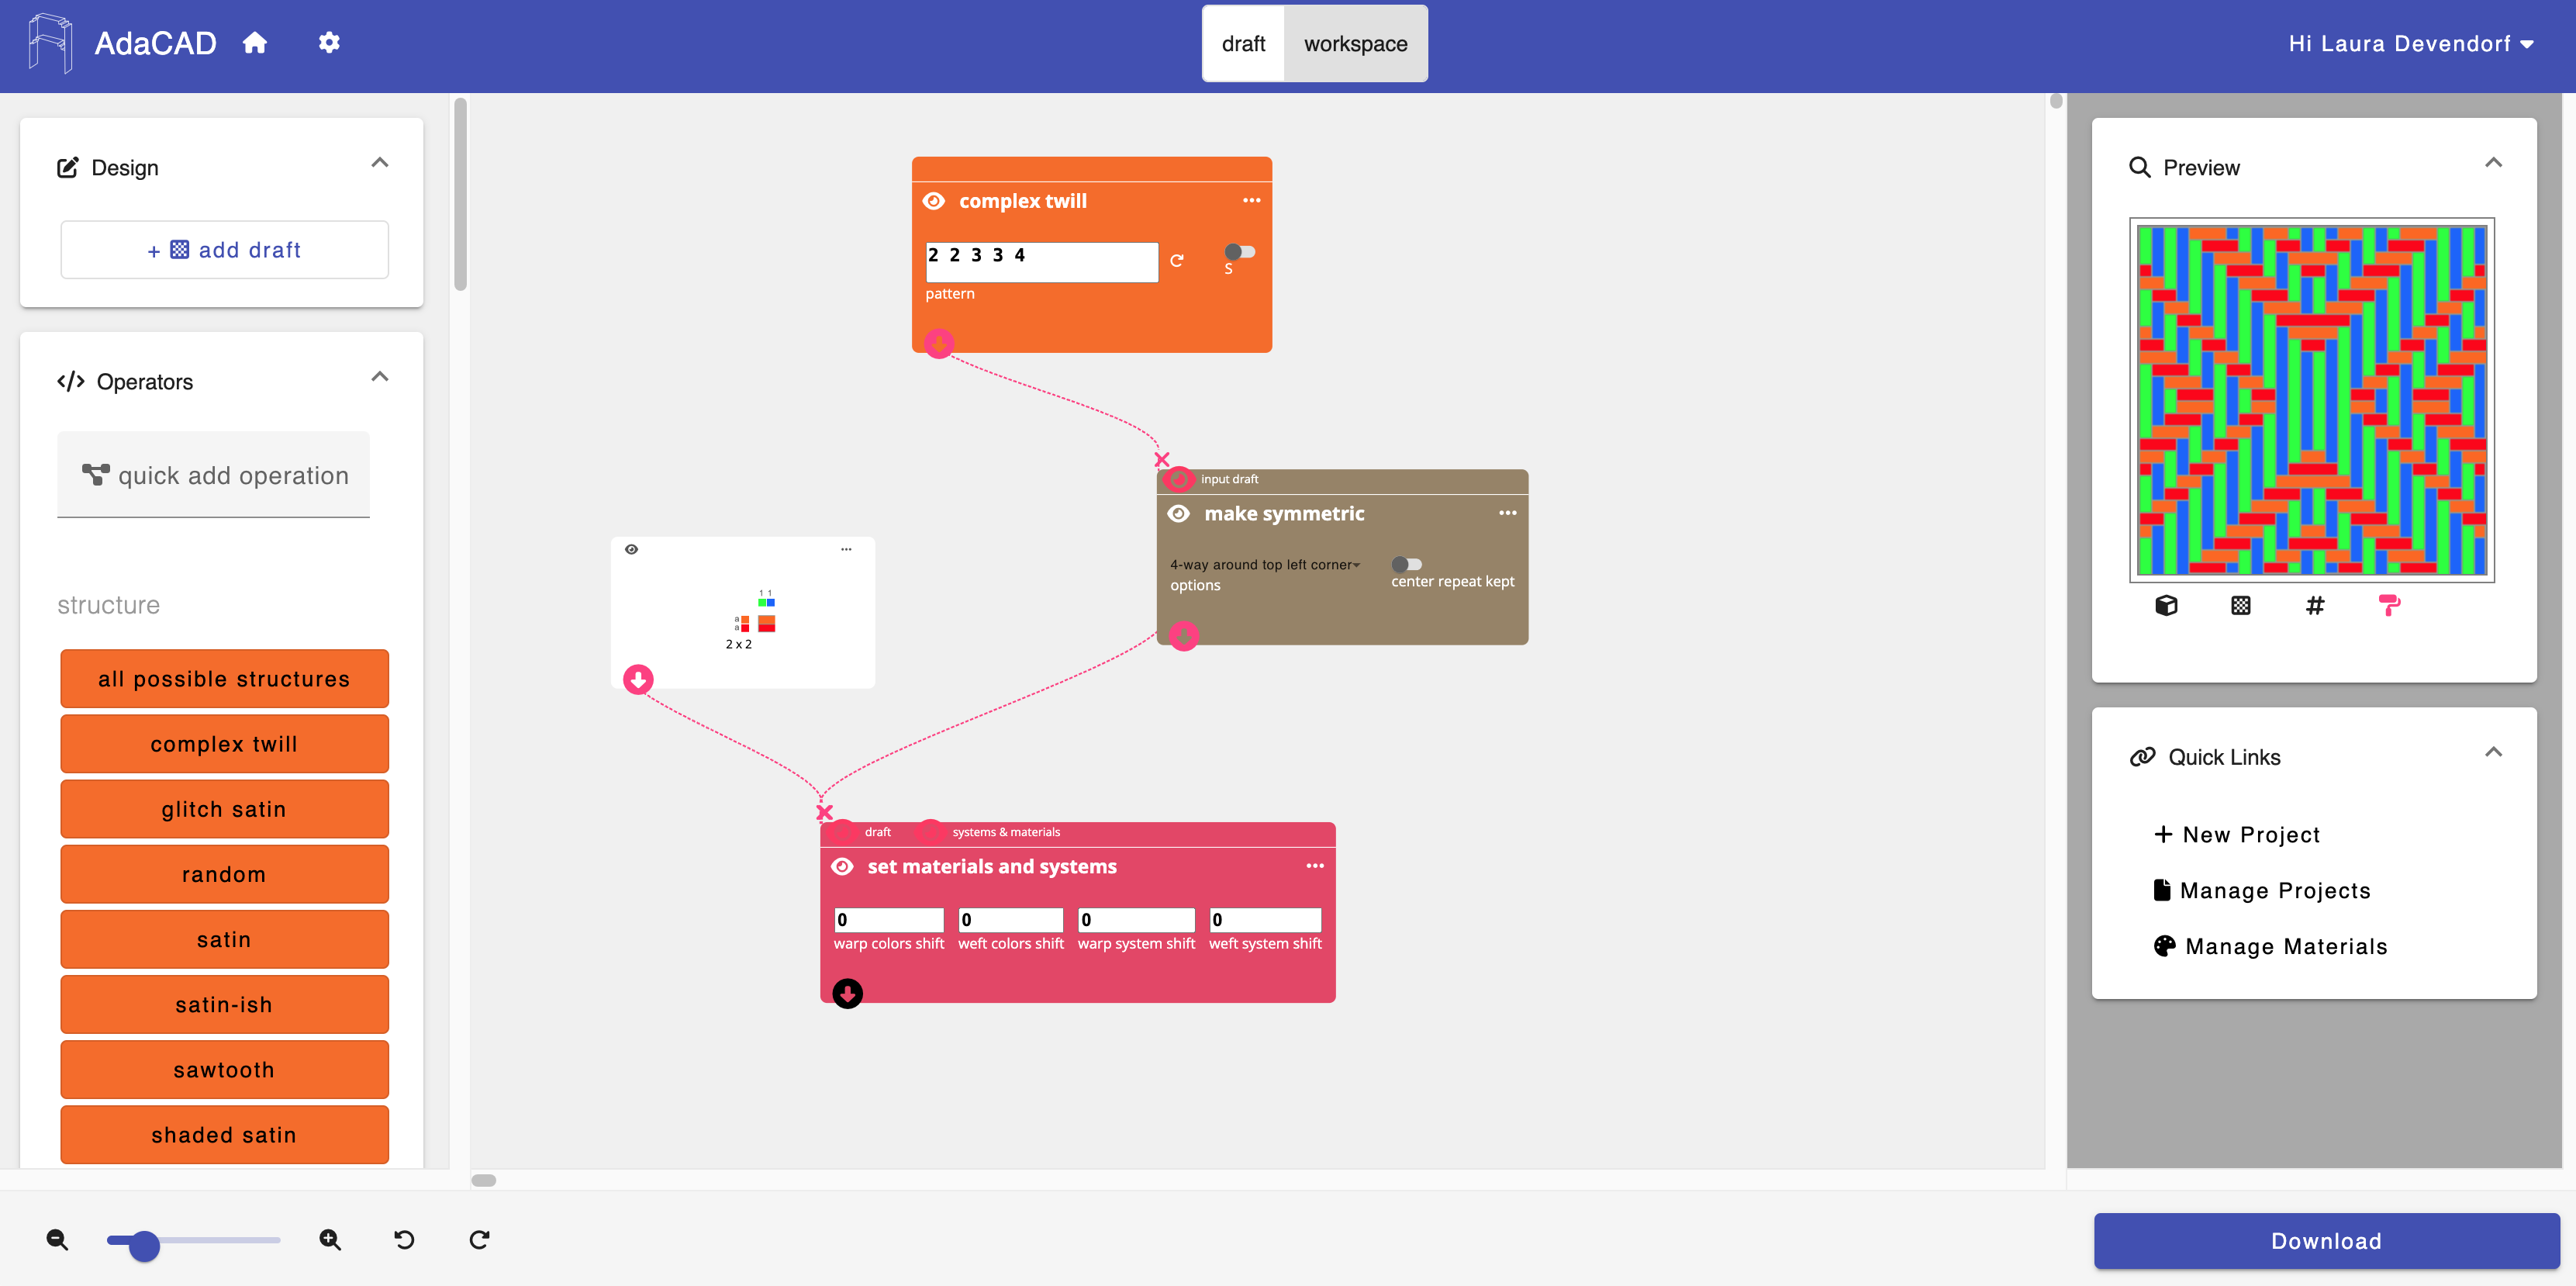 AdaCAD
draft
workspace
Hi Laura Devendorf
Design
+ add draft
Operators
quick add operation
structure
all possible structures
complex twill
glitch satin
random
satin
satin-ish
sawtooth
shaded satin
complex twill
2 2 3 3 4
S
pattern
input draft
make symmetric
4-way around top left corner
options
center repeat kept
1 1
a
a
2 x 2
draft
systems & materials
set materials and systems
0 0 0 0
warp colors shift
weft colors shift
warp system shift
weft system shift
Preview
Quick Links
New Project
Manage Projects
Manage Materials
Download